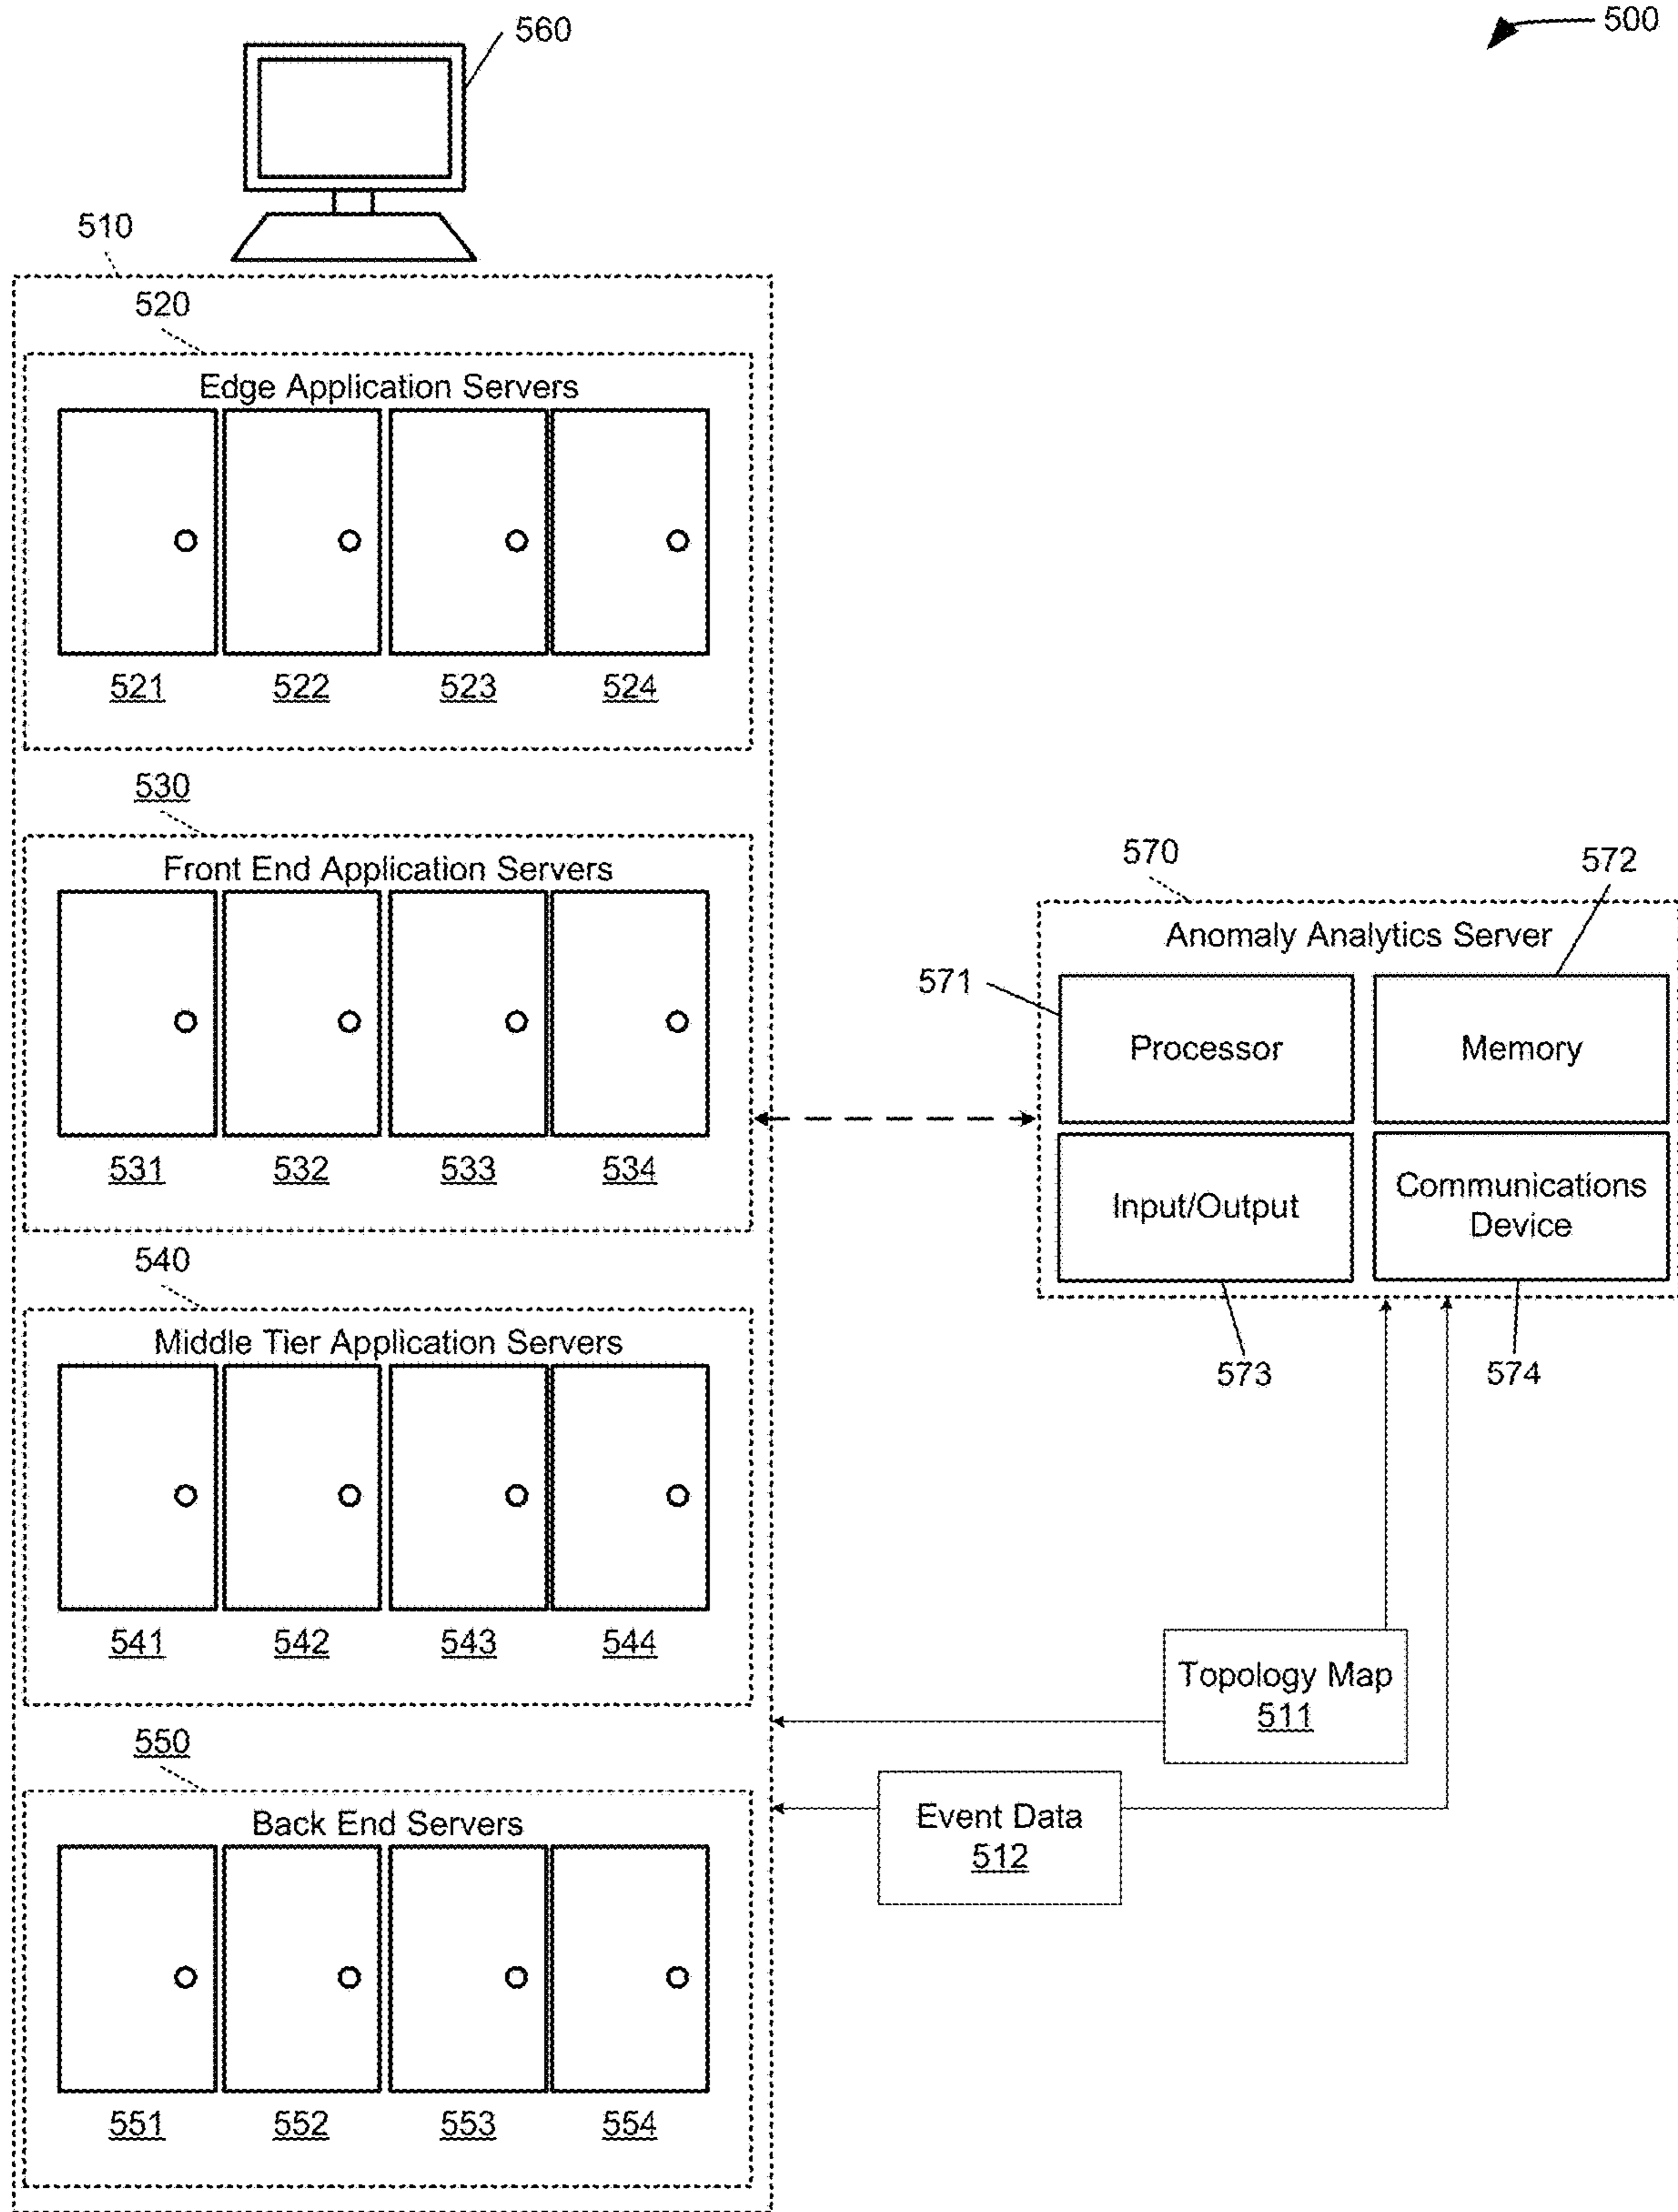 500
560
510
520
Edge Application Servers
521 522 523 524
530
Front End Application Servers
531 532 533 534
570
572
Anomaly Analytics Server
571
Processor
Memory
Input/Output
Communications
Device
573
574
540
Middle Tier Application Servers
541 542 543 544
Topology Map
511
550
Event Data
512
Back End Servers
551 552 553 554